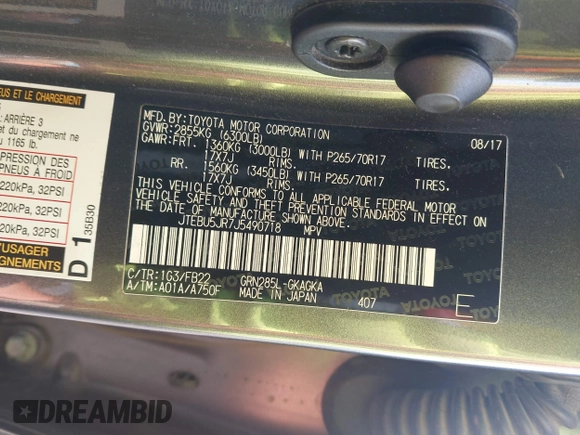 MFD. BY: TOYOTA MOTOR CORPORATION 08/17
GVWR: 2855KG (6300LB)
GAWR: FRT. 1360KG (3000LB) WITH P265/70R17 TIRES.
17X7J RIMS.
RR. 1560KG (3450LB) WITH P265/70R17 TIRES.
17X7J RIMS.
THIS VEHICLE CONFORMS TO ALL APPLICABLE FEDERAL MOTOR
VEHICLE SAFETY AND THEFT PREVENTION STANDARDS IN EFFECT ON
THE DATE OF MANUFACTURE SHOWN ABOVE.
JTEBU5JR7J5490718 MPV
C/TR: 1G3/FB22 GRN285L-GKAGKA
A/TM: A01A/A750F MADE IN JAPAN 407 E
TOYOTA
EUS ET LE CHARGEMENT
: ARRIÈRE 3
t du chargement ne
u 1165 lb.
PRESSION DES
PNEUS À FROID
220kPa, 32PSI
220kPa, 32PSI
20kPa, 32PSI
'USAGER
IGNEMENTS
D 1 35B30
DREAMBID